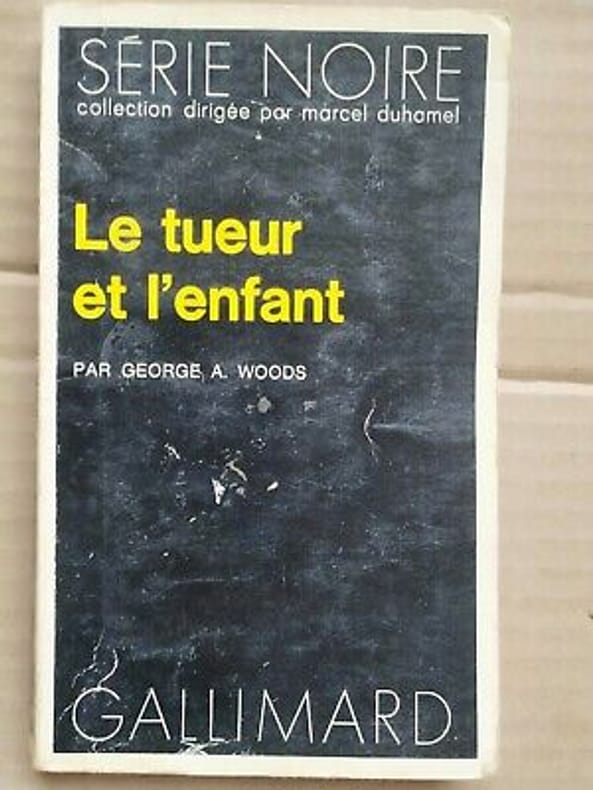 SÉRIE NOIRE
collection dirigée par marcel duhamel
Le tueur
et l'enfant
PAR GEORGE A. WOODS
GALLIMARD